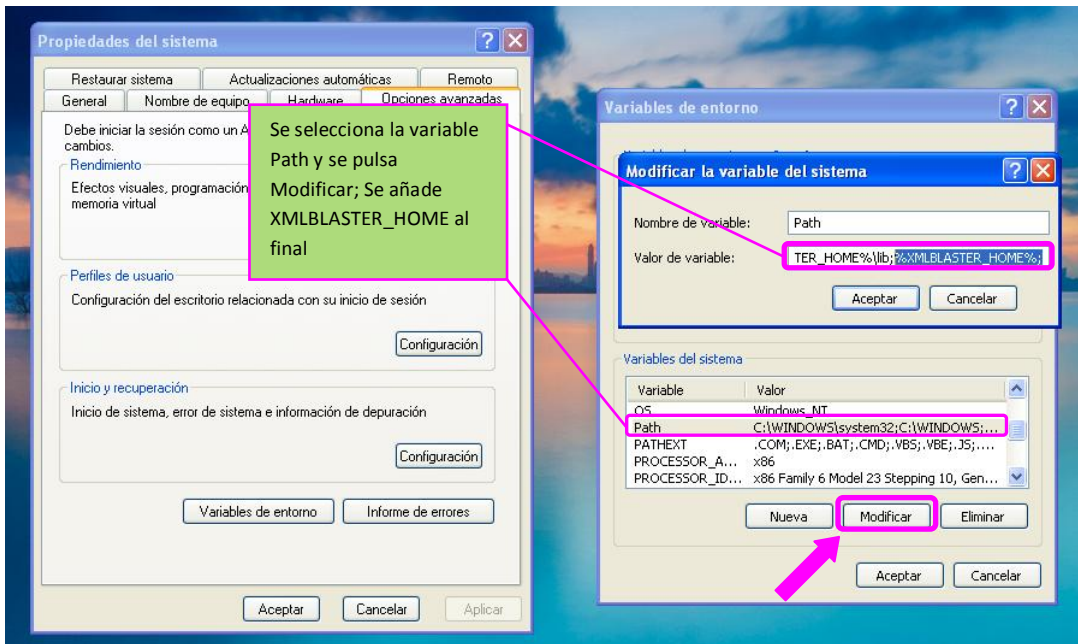 Propiedades del sistema
Restaurar sistema Actualizaciones automáticas Remoto
General Nombre de equipo Hardware Opciones avanzadas
Debe iniciar la sesión como un A
cambios.
Rendimiento
Efectos visuales, programación
memoria virtual
Se selecciona la variable
Path y se pulsa
Modificar; Se añade
XMLBLASTER_HOME al
final
Perfiles de usuario
Configuración del escritorio relacionada con su inicio de sesión
Configuración
Inicio y recuperación
Inicio de sistema, error de sistema e información de depuración
Configuración
Variables de entorno Informe de errores
Aceptar Cancelar Aplicar
Variables de entorno
Modificar la variable del sistema
Nombre de variable: Path
Valor de variable: TER_HOME%\lib;%XMLBLASTER_HOME%;
Aceptar Cancelar
Variables del sistema
Variable Valor
OS Windows_NT
Path C:\WINDOWS\system32;C:\WINDOWS;...
PATHEXT .COM;.EXE;.BAT;.CMD;.VBS;.VBE;.JS;....
PROCESSOR_A... x86
PROCESSOR_ID... x86 Family 6 Model 23 Stepping 10, Gen...
Nueva Modificar Eliminar
Aceptar Cancelar